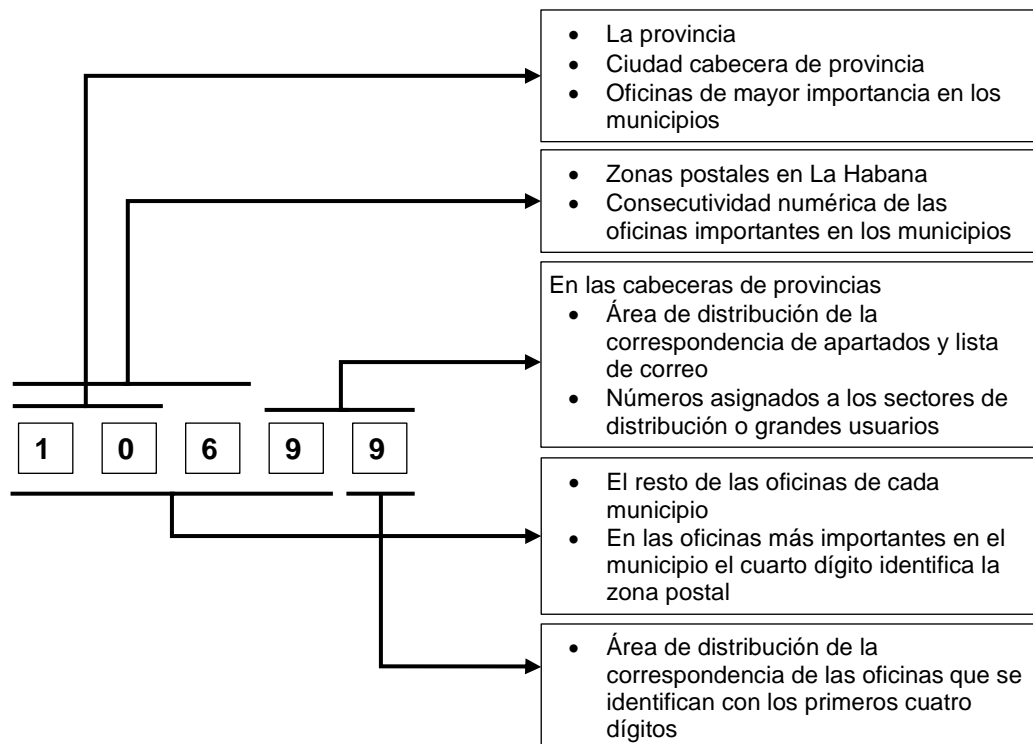 • La provincia
• Ciudad cabecera de provincia
• Oficinas de mayor importancia en los
municipios
• Zonas postales en La Habana
• Consecutividad numérica de las
oficinas importantes en los municipios
En las cabeceras de provincias
• Área de distribución de la
correspondencia de apartados y lista
de correo
• Números asignados a los sectores de
distribución o grandes usuarios
1 0 6 9 9
• El resto de las oficinas de cada
municipio
• En las oficinas más importantes en el
municipio el cuarto dígito identifica la
zona postal
• Área de distribución de la
correspondencia de las oficinas que se
identifican con los primeros cuatro
dígitos